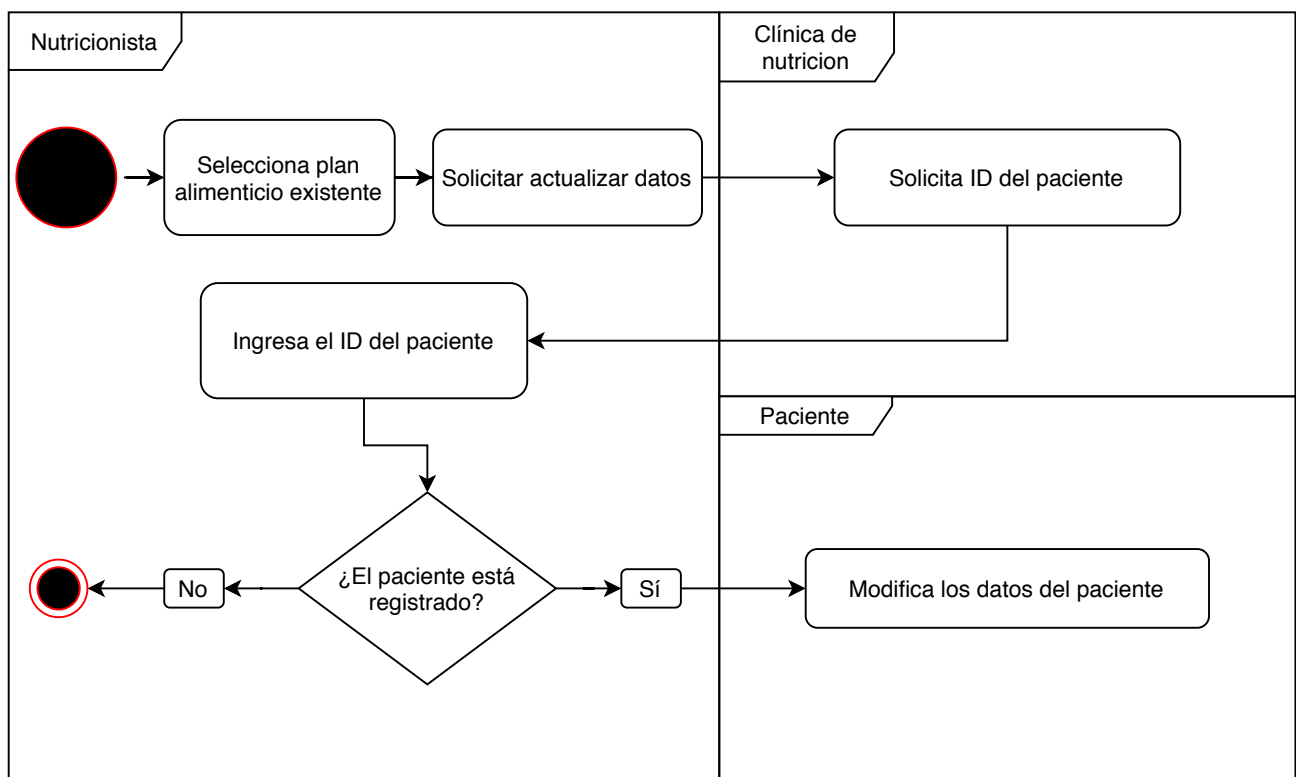 Nutricionista
Clínica de
nutricion
Selecciona plan
alimenticio existente
Solicitar actualizar datos
Solicita ID del paciente
Ingresa el ID del paciente
Paciente
¿El paciente está
registrado?
No
Sí
Modifica los datos del paciente